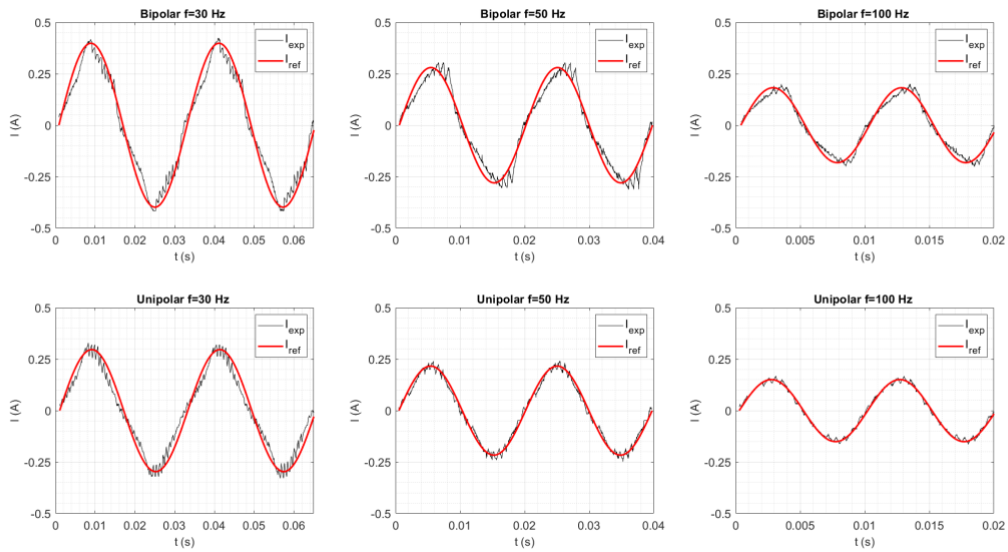 Bipolar f=30 Hz
I_exp
I_ref
0.5
0.25
0
-0.25
-0.5
I (A)
0 0.01 0.02 0.03 0.04 0.05 0.06
t (s)
Bipolar f=50 Hz
I_exp
I_ref
0.5
0.25
0
-0.25
-0.5
I (A)
0 0.01 0.02 0.03 0.04
t (s)
Bipolar f=100 Hz
I_exp
I_ref
0.5
0.25
0
-0.25
-0.5
I (A)
0 0.005 0.01 0.015 0.02
t (s)
Unipolar f=30 Hz
I_exp
I_ref
0.5
0.25
0
-0.25
-0.5
I (A)
0 0.01 0.02 0.03 0.04 0.05 0.06
t (s)
Unipolar f=50 Hz
I_exp
I_ref
0.5
0.25
0
-0.25
-0.5
I (A)
0 0.01 0.02 0.03 0.04
t (s)
Unipolar f=100 Hz
I_exp
I_ref
0.5
0.25
0
-0.25
-0.5
I (A)
0 0.005 0.01 0.015 0.02
t (s)